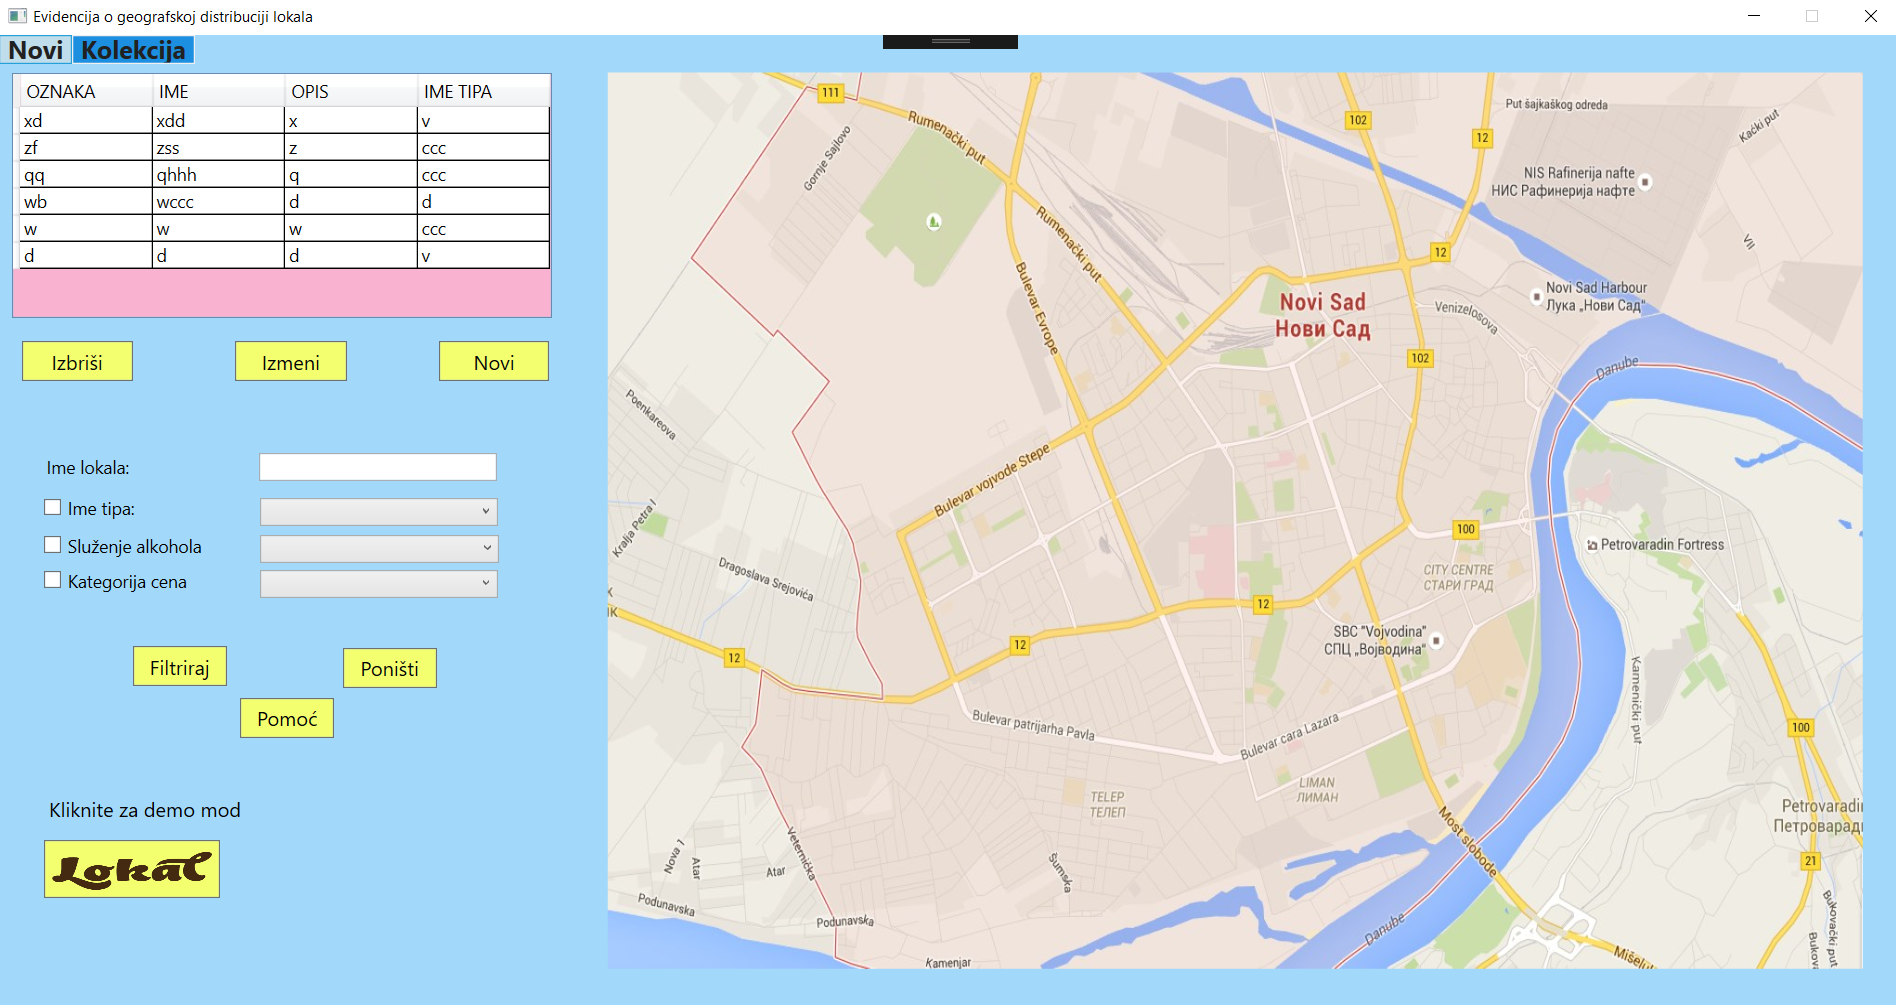 Evidencija o geografskoj distribuciji lokala
Novi Kolekcija
OZNAKA IME OPIS IME TIPA
xd xdd x v
zf zss z ccc
qq qhhh q ccc
wb wccc d d
w w w ccc
d d d v
Izbriši Izmeni Novi
Ime lokala:
Ime tipa:
Služenje alkohola
Kategorija cena
Filtriraj
Poništi
Pomoć
Kliknite za demo mod
Lokal
111
Rumenački put
Gornje Sajlovo
102
12
Put šajkaškog odreda
Kaćki put
NIS Rafinerija nafte
НИС Рафинерија нафте
VII
Rumenački put
12
Bulevar Evrope
Novi Sad
Нови Сад
Venizelosova
Novi Sad Harbour
Лука „Нови Сад“
102
Danube
Poenkareova
Bulevar vojvode Stepe
Kralja Petra I
100
Petrovaradin Fortress
Dragoslava Srejovića
CITY CENTRE
СТАРИ ГРАД
12
12
12
SBC "Vojvodina"
СПЦ „Војводина“
Kamenički put
Bulevar patrijarha Pavla
Bulevar cara Lazara
100
LIMAN
ЛИМАН
TELEP
ТЕЛЕП
Most slobode
Petrovaradi
Петроварад
21
Nova 1
Atar
Atar
Veternička
Šumska
Podunavska
Podunavska
Kamenjar
Danube
Bukovački put
Mišelu